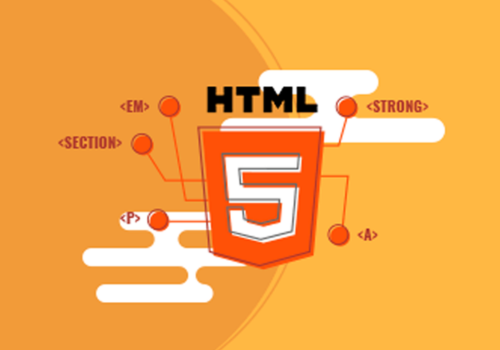 HTML
<EM>
<STRONG>
<SECTION>
5
<P>
<A>